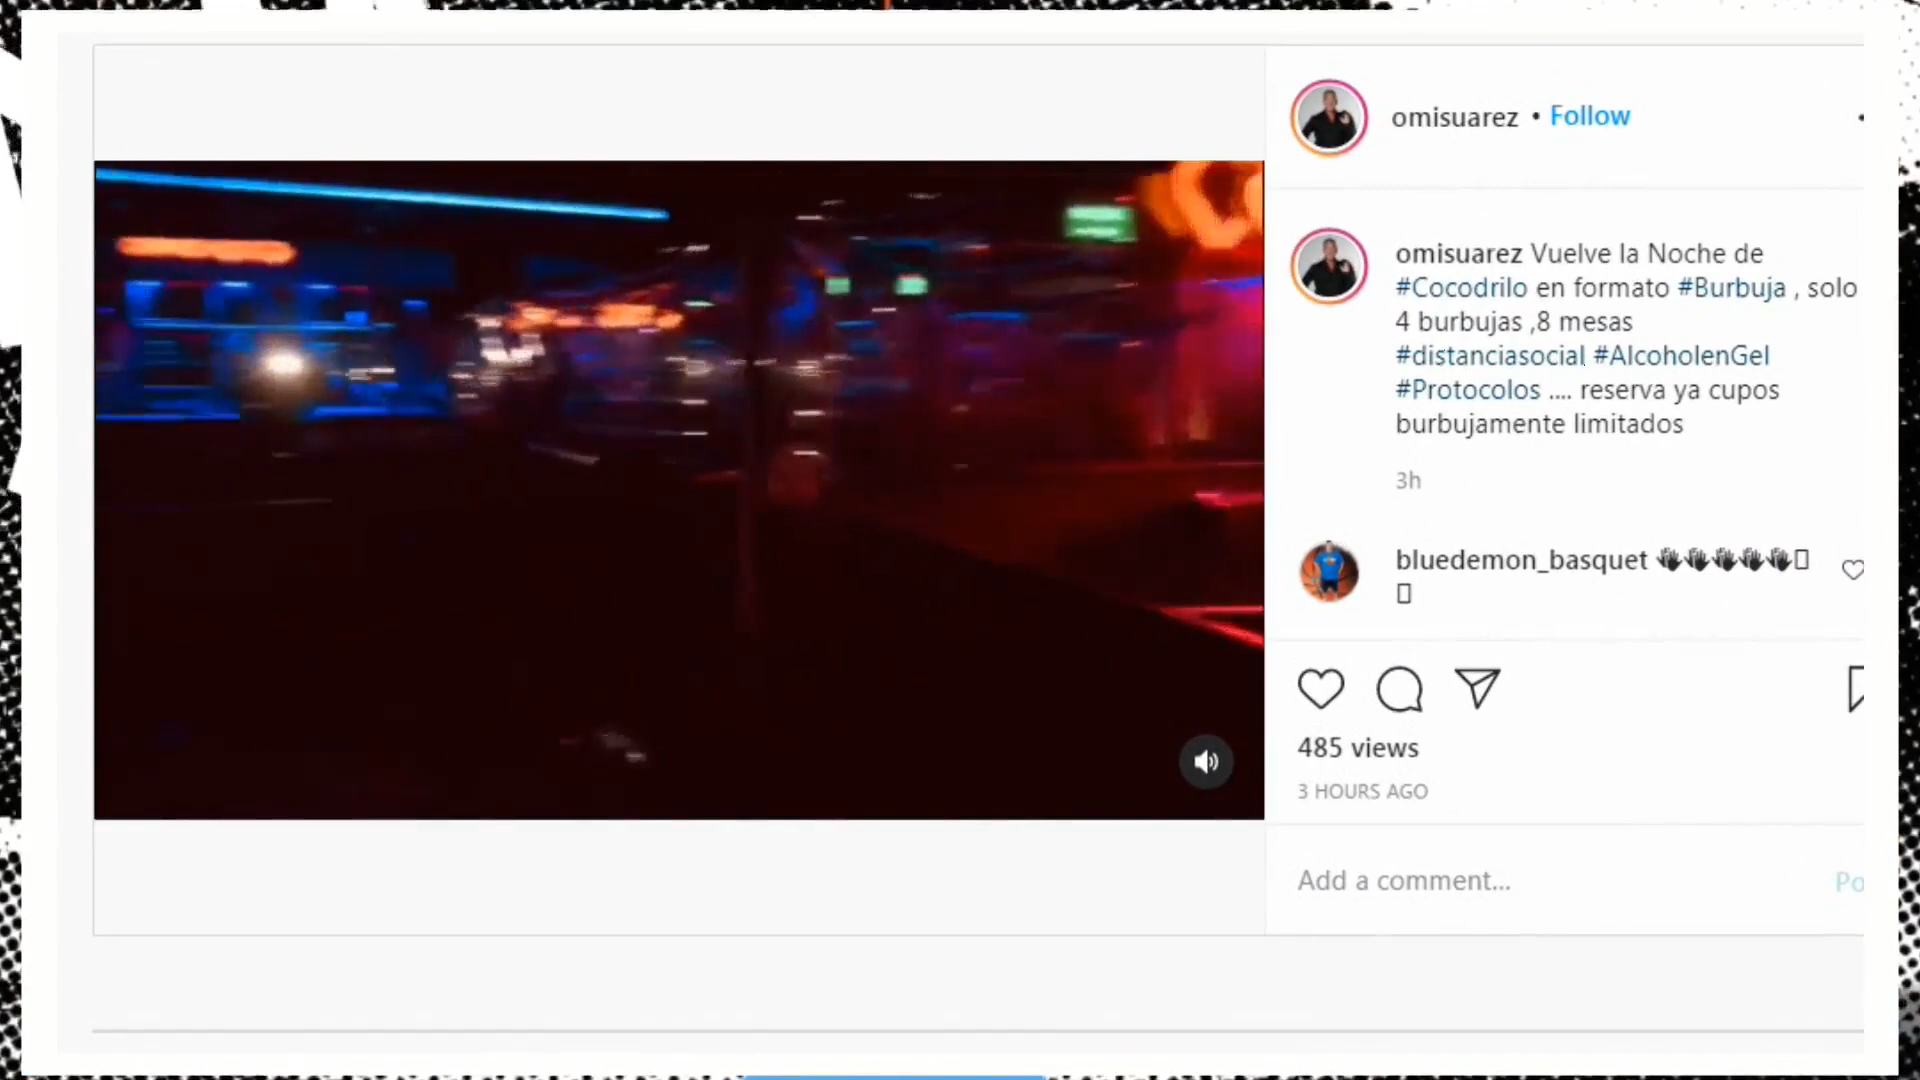 omisuarez • Follow
omisuarez Vuelve la Noche de
#Cocodrilo en formato #Burbuja , solo
4 burbujas ,8 mesas
#distanciasocial #AlcoholenGel
#Protocolos .... reserva ya cupos
burbujamente limitados
3h
bluedemon_basquet 👋👋👋👋👋
485 views
3 HOURS AGO
Add a comment...
Po